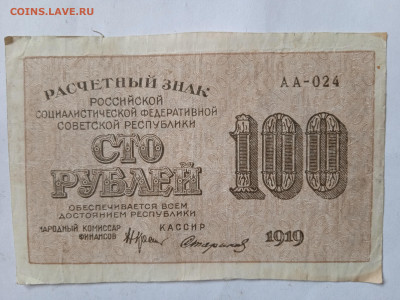 COINS.LAVE.RU
РАСЧЕТНЫЙ ЗНАК
РОССИЙСКОЙ
СОЦИАЛИСТИЧЕСКОЙ ФЕДЕРАТИВНОЙ
СОВЕТСКОЙ РЕСПУБЛИКИ
АА-024
СТО
РУБЛЕЙ
100
ОБЕСПЕЧИВАЕТСЯ ВСЕМ
ДОСТОЯНИЕМ РЕСПУБЛИКИ
НАРОДНЫЙ КОМИССАР
ФИНАНСОВ
КАССИР
1919